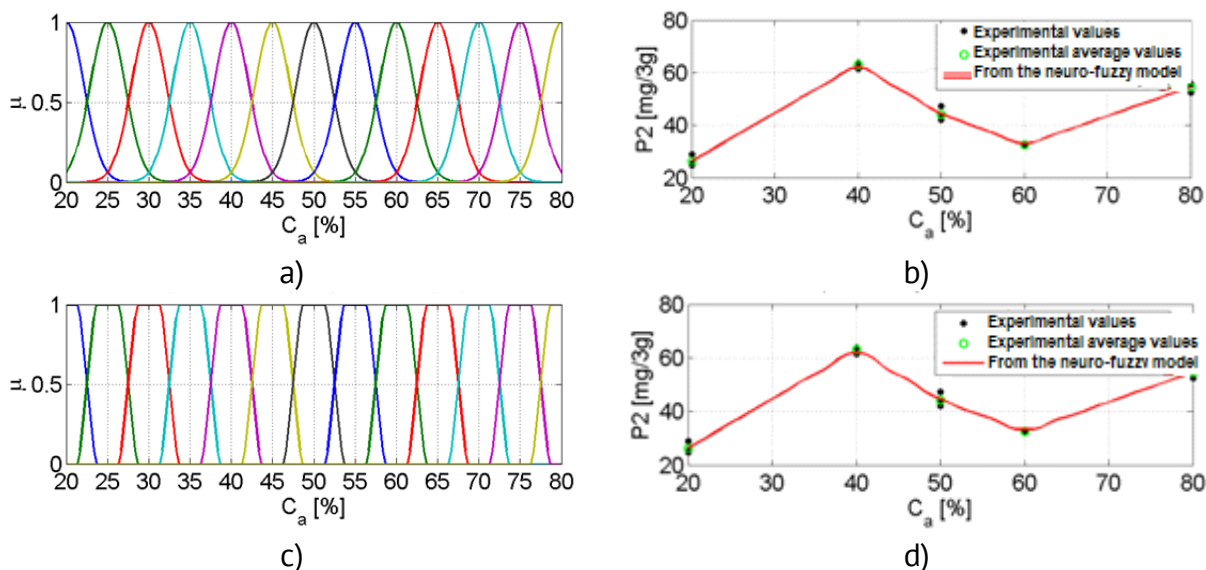 1
0.5
0
μ
20 25 30 35 40 45 50 55 60 65 70 75 80
C_a [%]
a)
80
60
40
20
P2 [mg/3g]
Experimental values
Experimental average values
From the neuro-fuzzy model
20 30 40 50 60 70 80
C_a [%]
b)
1
0.5
0
μ
20 25 30 35 40 45 50 55 60 65 70 75 80
C_a [%]
c)
80
60
40
20
P2 [mg/3g]
Experimental values
Experimental average values
From the neuro-fuzzy model
20 30 40 50 60 70 80
C_a [%]
d)